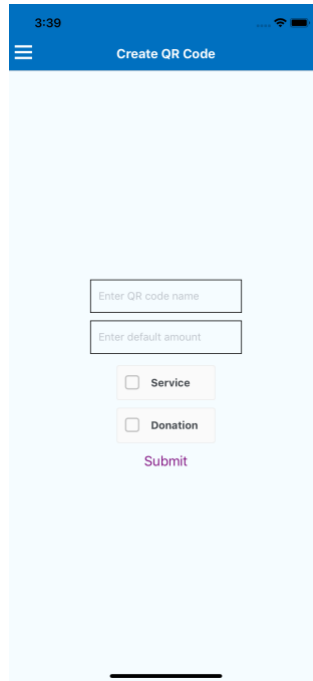 3:39
Create QR Code
Enter QR code name
Enter default amount
Service
Donation
Submit